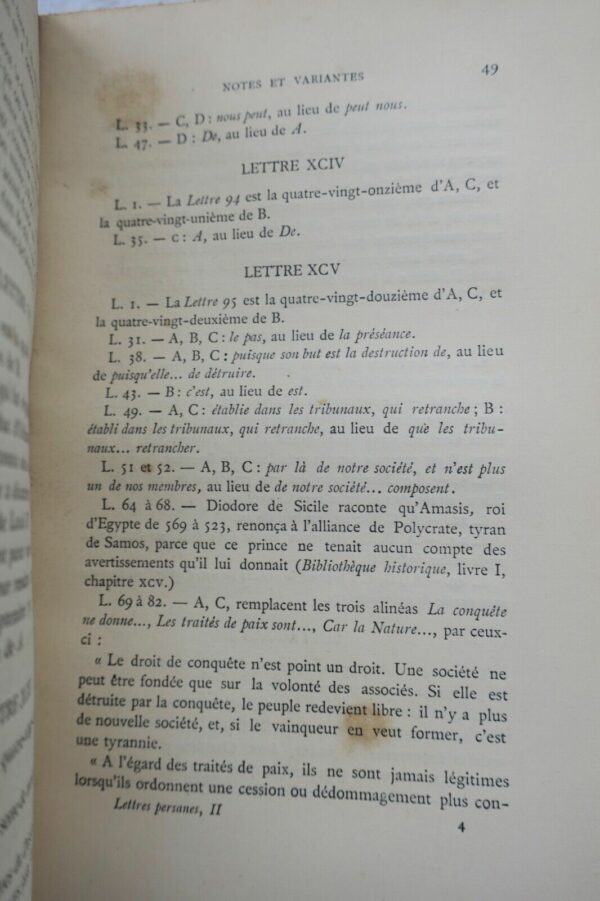 NOTES ET VARIANTES 49
L. 33. — C, D : nous peut, au lieu de peut nous.
L. 47. — D : De, au lieu de A.
LETTRE XCIV
L. 1. — La Lettre 94 est la quatre-vingt-onzième d'A, C, et
la quatre-vingt-unième de B.
L. 35. — C : A, au lieu de De.
LETTRE XCV
L. 1. — La Lettre 95 est la quatre-vingt-douzième d'A, C, et
la quatre-vingt-deuxième de B.
L. 31. — A, B, C : le pas, au lieu de la préséance.
L. 38. — A, B, C : puisque son but est la destruction de, au lieu
de puisqu'elle... de détruire.
L. 43. — B : c'est, au lieu de est.
L. 49. — A, C : établie dans les tribunaux, qui retranche ; B :
établi dans les tribunaux, qui retranche, au lieu de que les tribu-
naux... retrancher.
L. 51 et 52. — A, B, C : par là de notre société, et n'est plus
un de nos membres, au lieu de de notre société... composent.
L. 64 à 68. — Diodore de Sicile raconte qu'Amasis, roi
d'Egypte de 569 à 523, renonça à l'alliance de Polycrate, tyran
de Samos, parce que ce prince ne tenait aucun compte des
avertissements qu'il lui donnait (Bibliothèque historique, livre I,
chapitre XCV.)
L. 69 à 82. — A, C, remplacent les trois alinéas La conquête
ne donne..., Les traités de paix sont..., Car la Nature..., par ceux-
ci :
« Le droit de conquête n'est point un droit. Une société ne
peut être fondée que sur la volonté des associés. Si elle est
détruite par la conquête, le peuple redevient libre : il n'y a plus
de nouvelle société, et, si le vainqueur en veut former, c'est
une tyrannie.
« A l'égard des traités de paix, ils ne sont jamais légitimes
lorsqu'ils ordonnent une cession ou dédommagement plus con-
Lettres persanes, II
4